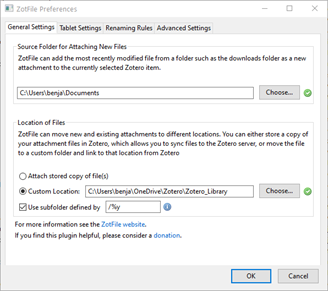 ZotFile Preferences
General Settings Tablet Settings Renaming Rules Advanced Settings
Source Folder for Attaching New Files
ZotFile can add the most recently modified file from a folder such as the downloads folder as a new
attachment to the currently selected Zotero item.
C:\Users\benja\Documents Choose...
Location of Files
ZotFile can move new and existing attachments to different locations. You can either store a copy of
your attachment files in Zotero, which allows you to sync files to the Zotero server, or move the file
to a custom folder and link to that location from Zotero
Attach stored copy of file(s)
Custom Location: C:\Users\benja\OneDrive\Zotero\Zotero_Library Choose...
Use subfolder defined by /%y
For more information see the ZotFile website.
If you find this plugin helpful, please consider a donation.
OK Cancel